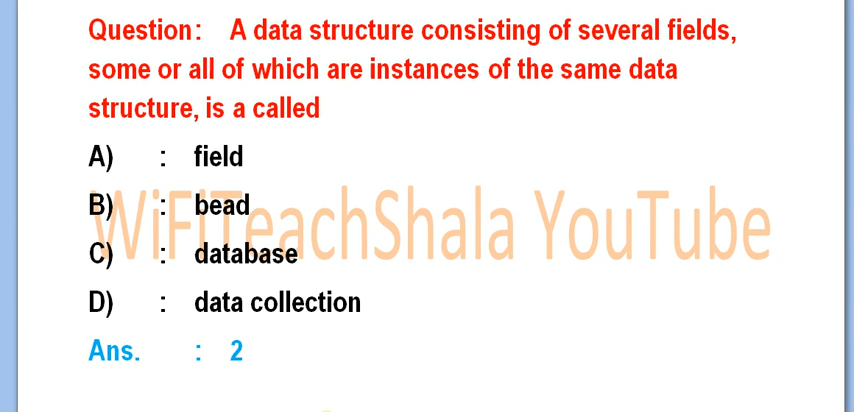 Question: A data structure consisting of several fields,
some or all of which are instances of the same data
structure, is a called
A) : field
B) : bead
C) : database
D) : data collection
Ans. : 2
WiFiTeachShala YouTube